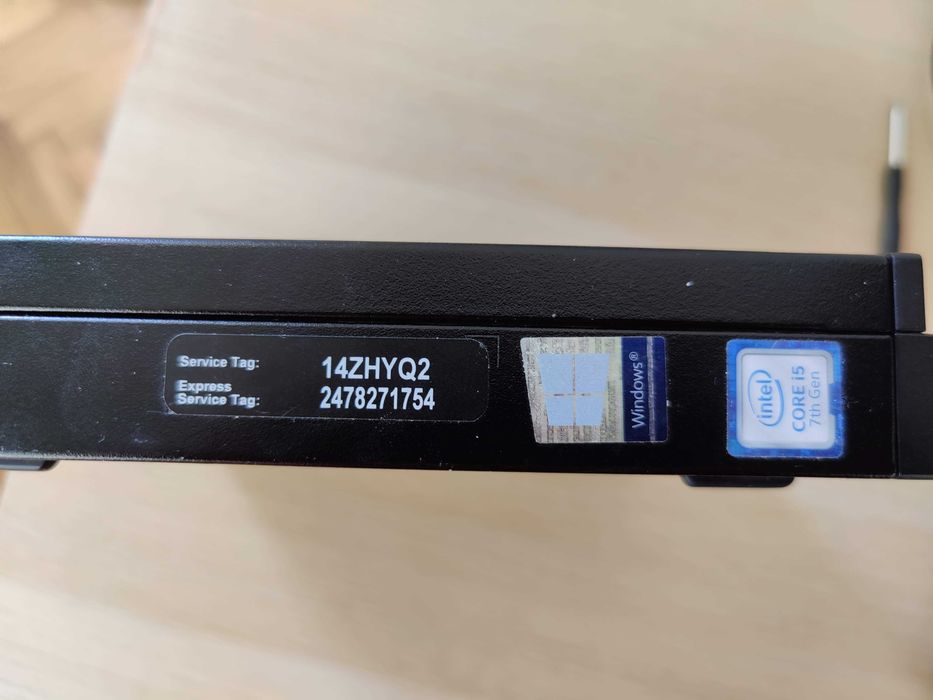 Service Tag: 14ZHYQ2
Express
Service Tag: 2478271754
Windows®
intel
CORE i5
7th Gen